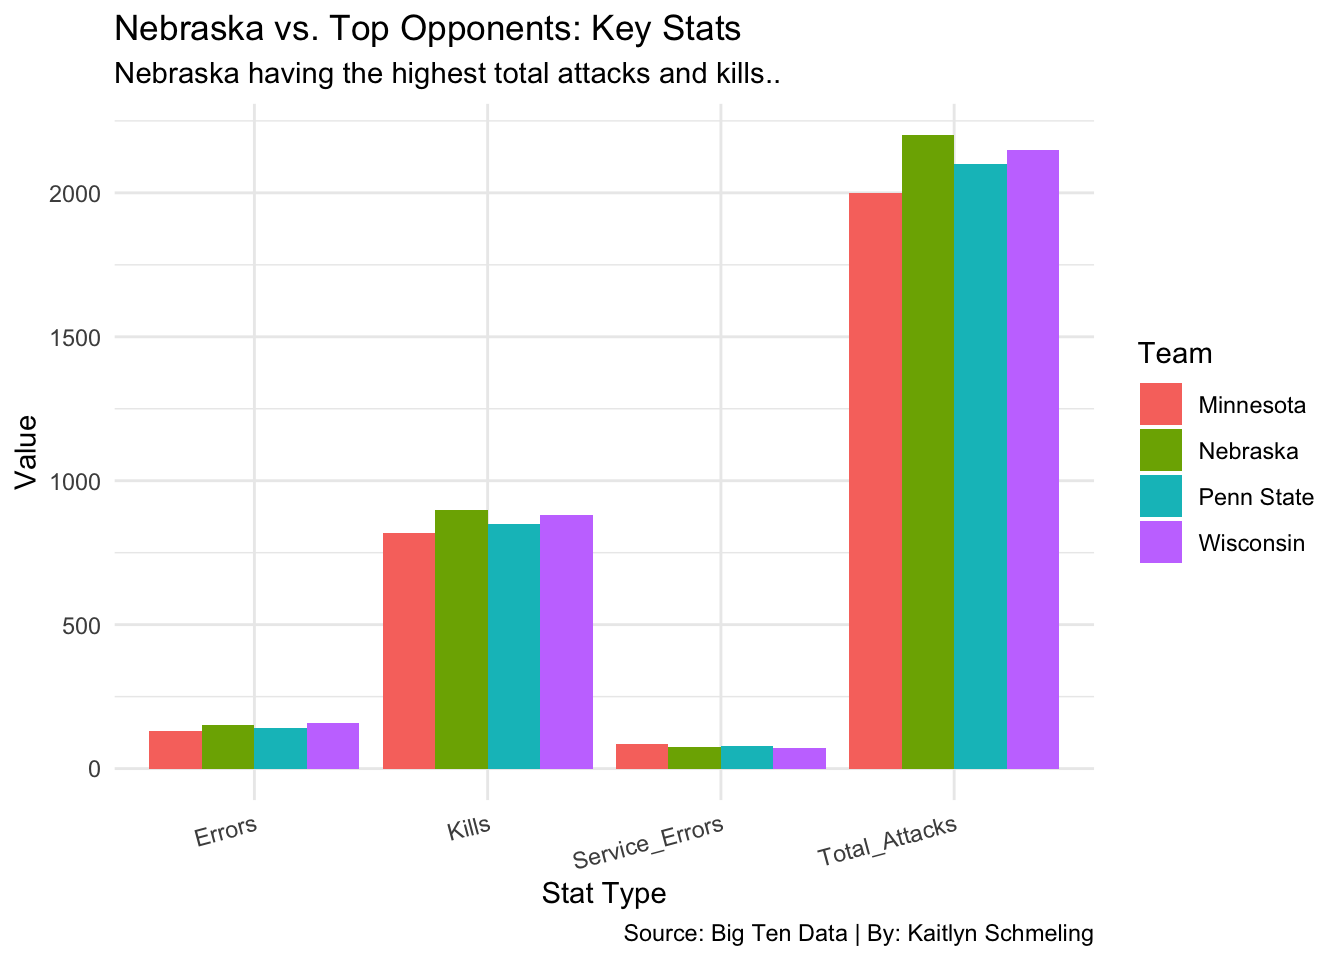 Nebraska vs. Top Opponents: Key Stats
Nebraska having the highest total attacks and kills..
Value
2000
1500
1000
500
0
Errors
Kills
Service_Errors
Total_Attacks
Stat Type
Team
Minnesota
Nebraska
Penn State
Wisconsin
Source: Big Ten Data | By: Kaitlyn Schmeling